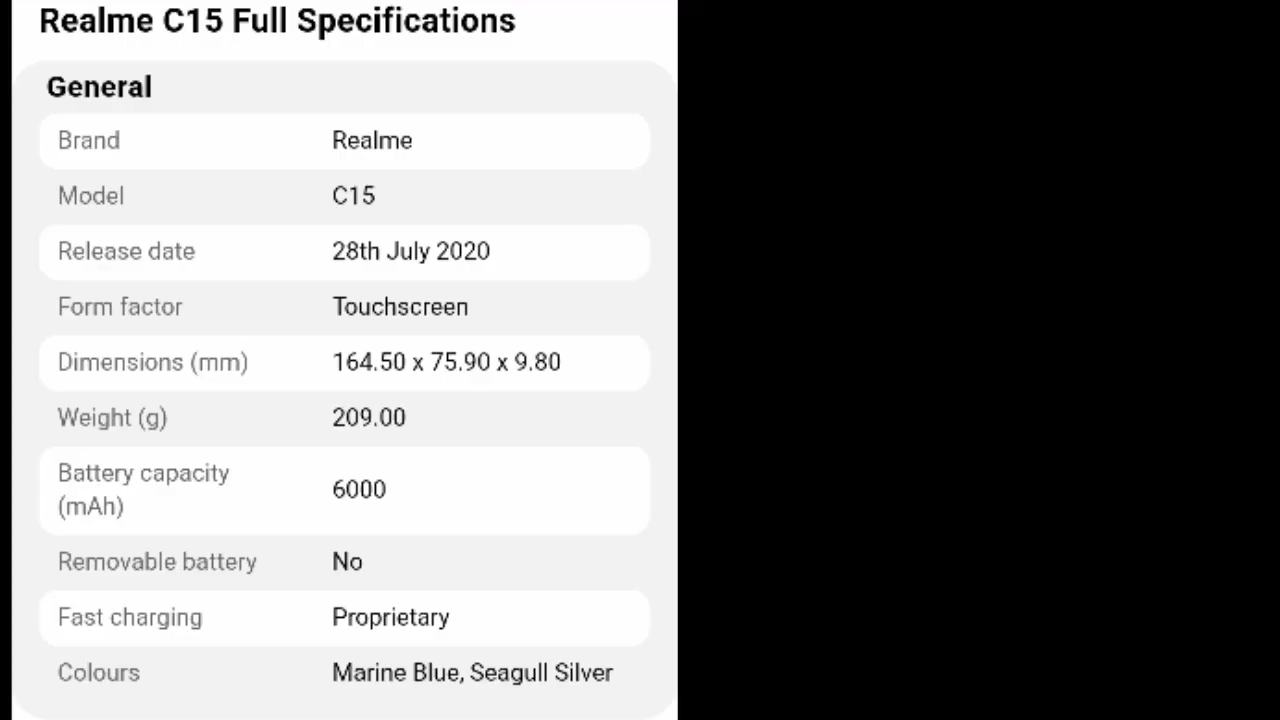 Realme C15 Full Specifications
General
Brand Realme
Model C15
Release date 28th July 2020
Form factor Touchscreen
Dimensions (mm) 164.50 x 75.90 x 9.80
Weight (g) 209.00
Battery capacity
(mAh) 6000
Removable battery No
Fast charging Proprietary
Colours Marine Blue, Seagull Silver